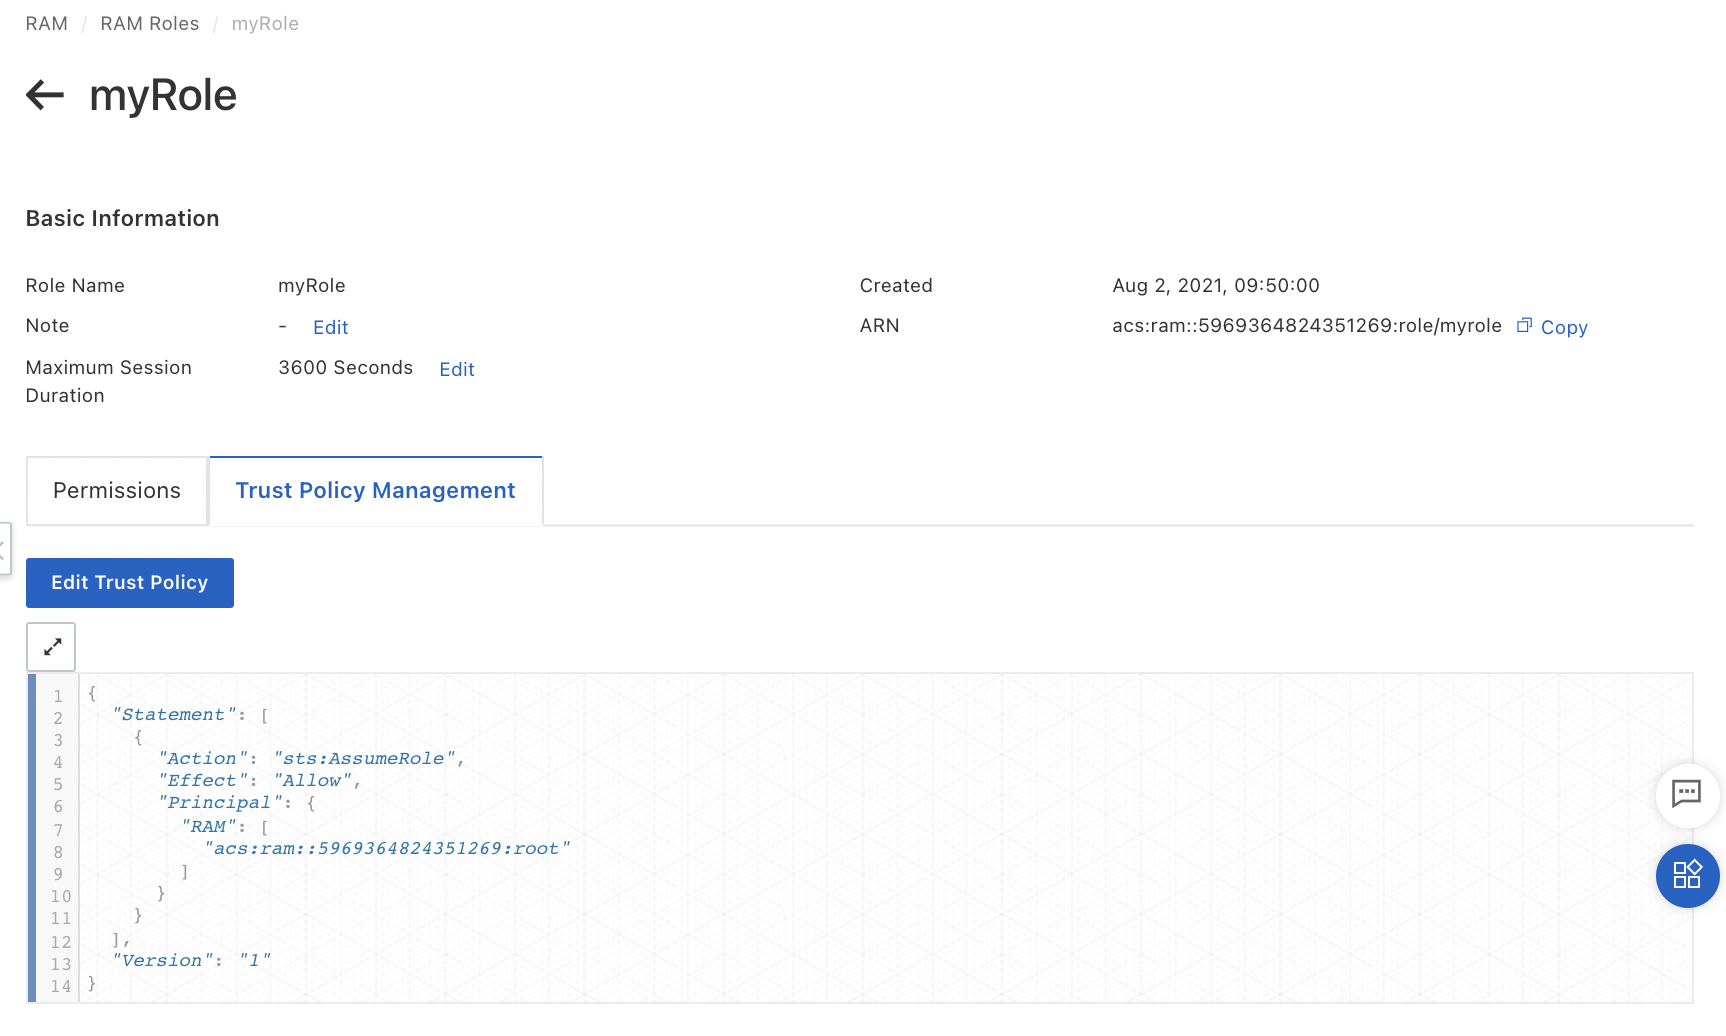 RAM / RAM Roles / myRole
myRole
Basic Information
Role Name myRole Created Aug 2, 2021, 09:50:00
Note - Edit ARN acs:ram::5969364824351269:role/myrole Copy
Maximum Session Duration 3600 Seconds Edit
Permissions Trust Policy Management
Edit Trust Policy
1 {
2 "Statement": [
3 {
4 "Action": "sts:AssumeRole",
5 "Effect": "Allow",
6 "Principal": {
7 "RAM": [
8 "acs:ram::5969364824351269:root"
9 ]
10 }
11 }
12 ],
13 "Version": "1"
14 }